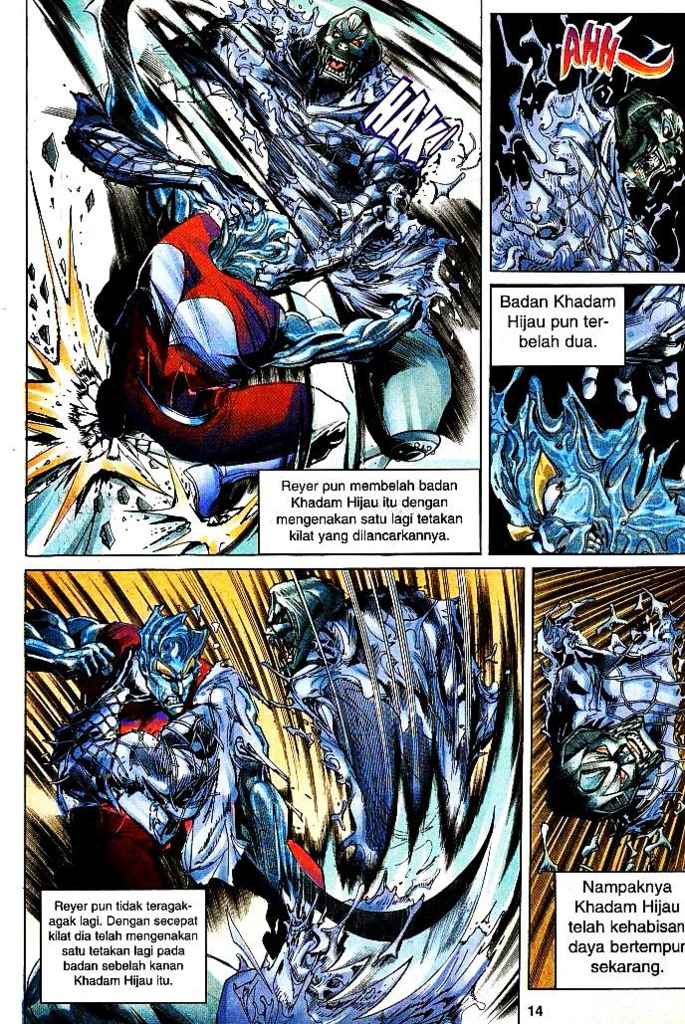 HAK!
Reyer pun membelah badan
Khadam Hijau itu dengan
mengenakan satu lagi tetakan
kilat yang dilancarkannya.
AHH
Badan Khadam
Hijau pun ter-
belah dua.
Reyer pun tidak teragak-
agak lagi. Dengan secepat
kilat dia telah mengenakan
satu tetakan lagi pada
badan sebelah kanan
Khadam Hijau itu.
Nampaknya
Khadam Hijau
telah kehabisan
daya bertempur
sekarang.
14